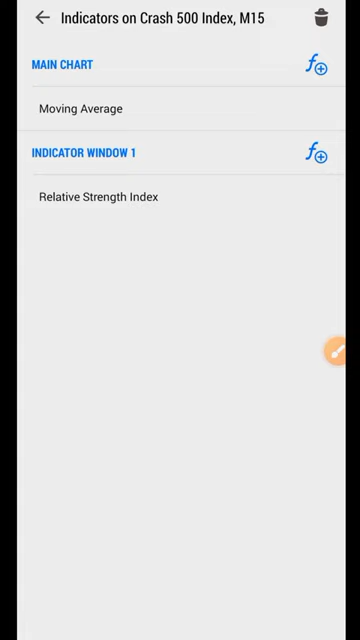 Indicators on Crash 500 Index, M15
MAIN CHART
Moving Average
INDICATOR WINDOW 1
Relative Strength Index